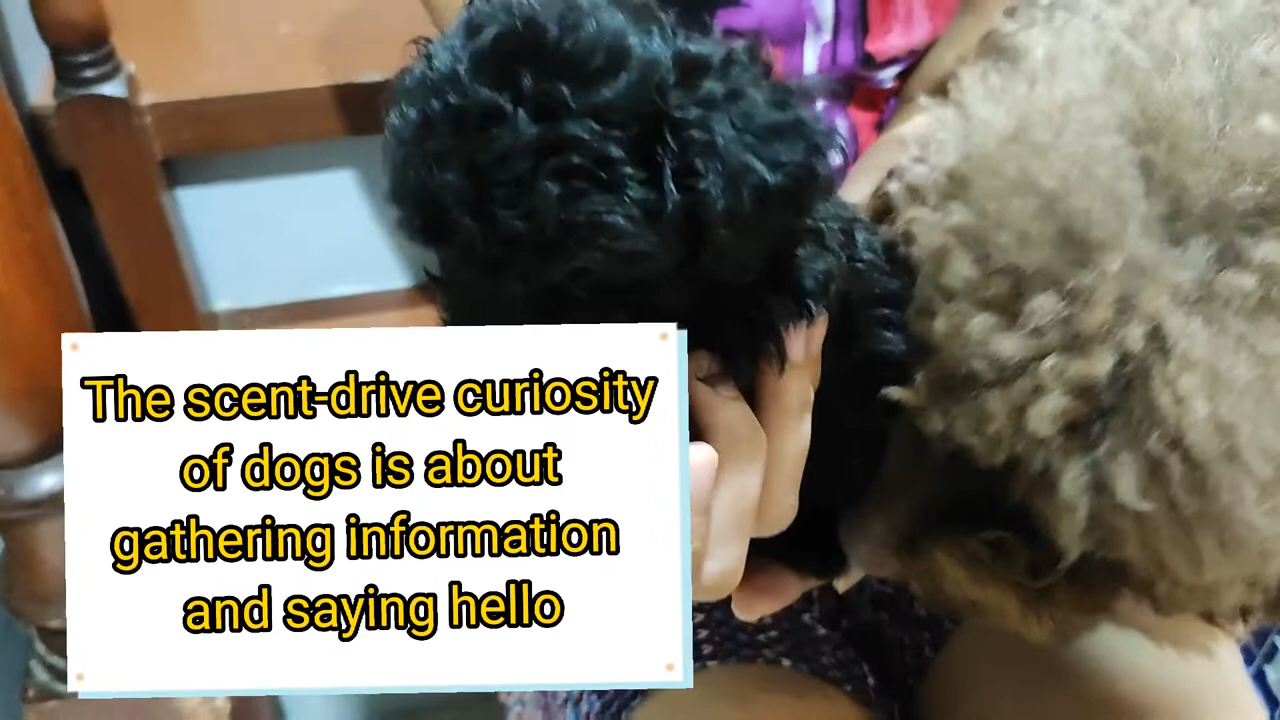 The scent-drive curiosity
of dogs is about
gathering information
and saying hello